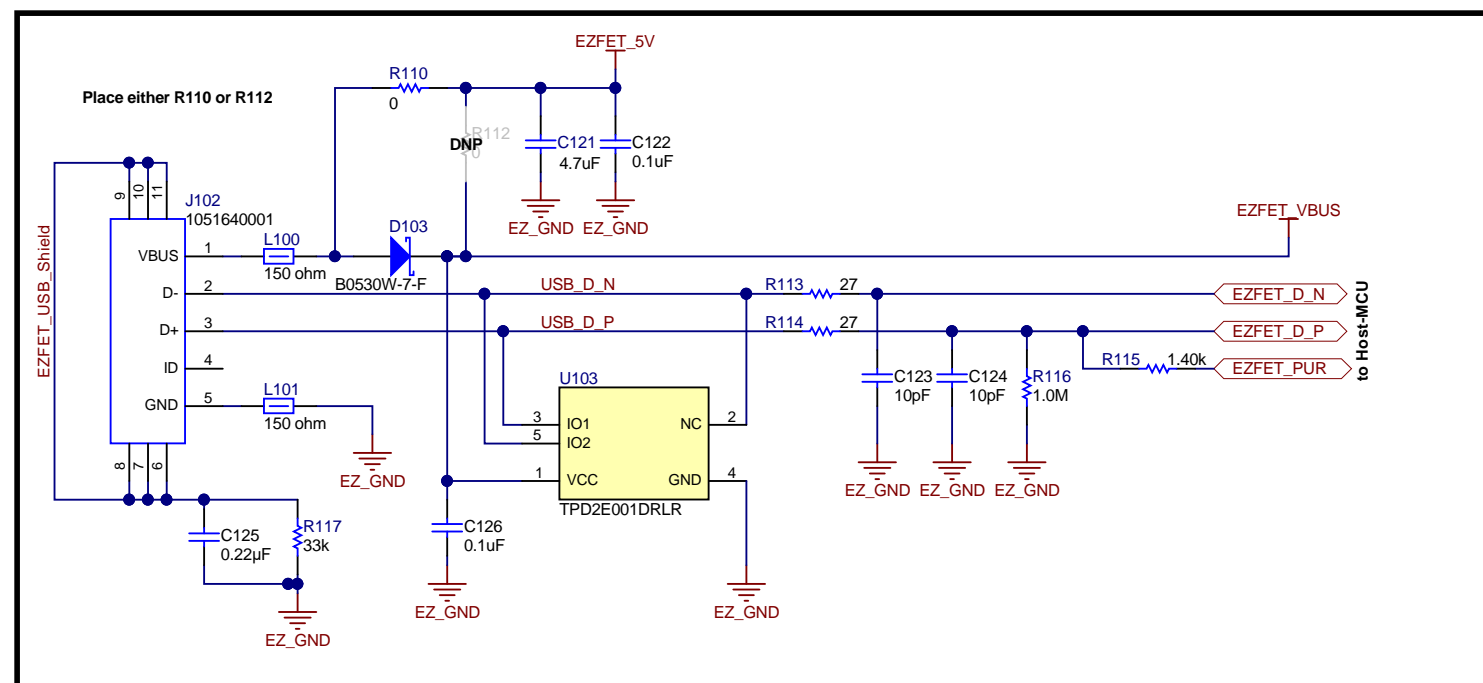 EZFET_5V
R110
0
Place either R110 or R112
R112
DNP
0
C121
4.7uF
C122
0.1uF
EZ_GND
EZ_GND
9
10
11
J102
1051640001
EZFET_USB_Shield
VBUS
1
L100
150 ohm
D103
B0530W-7-F
EZFET_VBUS
D-
2
USB_D_N
R113
27
EZFET_D_N
D+
3
USB_D_P
R114
27
EZFET_D_P
ID
4
R115
1.40k
EZFET_PUR
to Host-MCU
GND
5
L101
150 ohm
EZ_GND
U103
3
IO1
5
IO2
1
VCC
NC
2
GND
4
TPD2E001DRLR
C123
10pF
C124
10pF
R116
1.0M
EZ_GND
EZ_GND
EZ_GND
8
7
6
C125
0.22µF
R117
33k
EZ_GND
C126
0.1uF
EZ_GND
EZ_GND